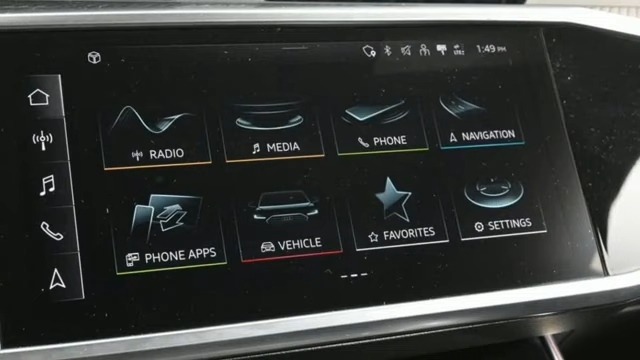 1:49 PM
RADIO
MEDIA
PHONE
NAVIGATION
PHONE APPS
VEHICLE
FAVORITES
SETTINGS